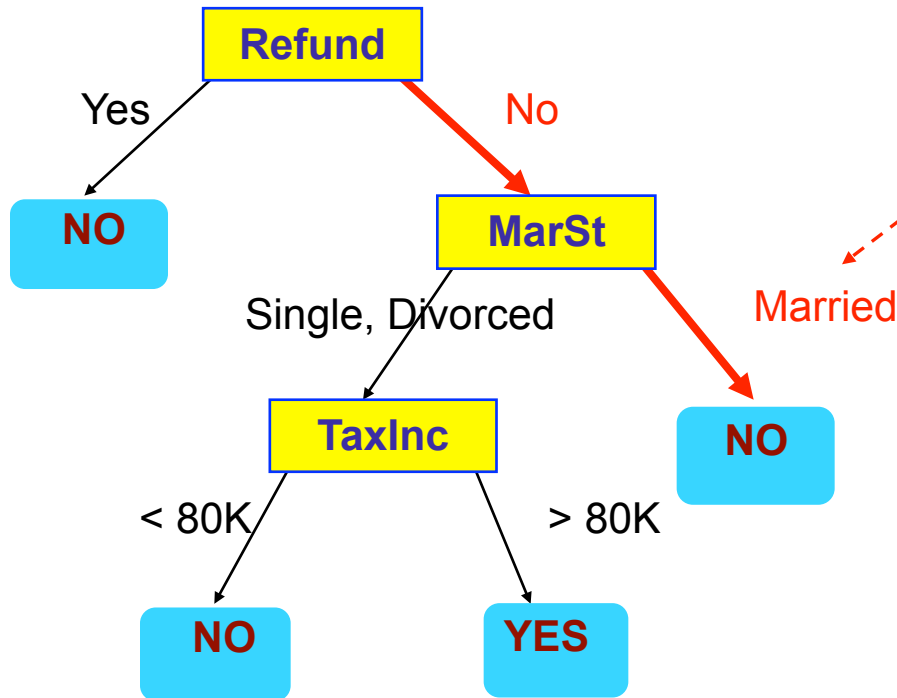 Refund
Yes
No
NO
MarSt
Single, Divorced
Married
TaxInc
NO
< 80K
> 80K
NO
YES